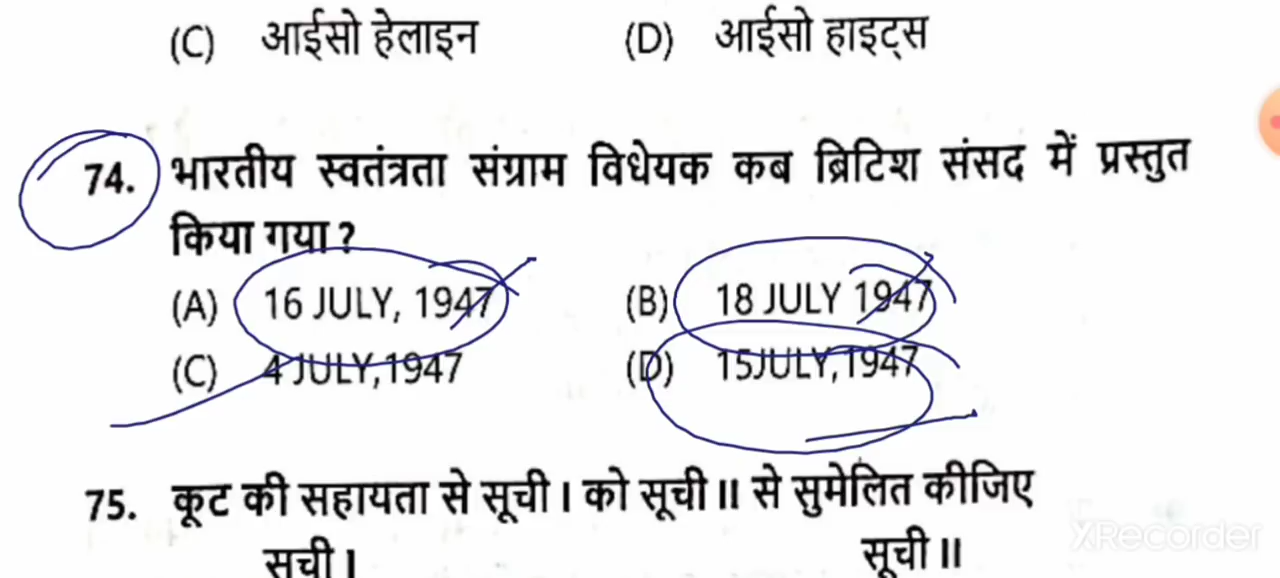 (C) आईसो हेलाइन (D) आईसो हाइट्स
74. भारतीय स्वतंत्रता संग्राम विधेयक कब ब्रिटिश संसद में प्रस्तुत
किया गया?
(A) 16 JULY, 1947 (B) 18 JULY 1947
(C) 4 JULY,1947 (D) 15JULY,1947
75. कूट की सहायता से सूची I को सूची II से सुमेलित कीजिए
सूची I सूची II
XRecorder